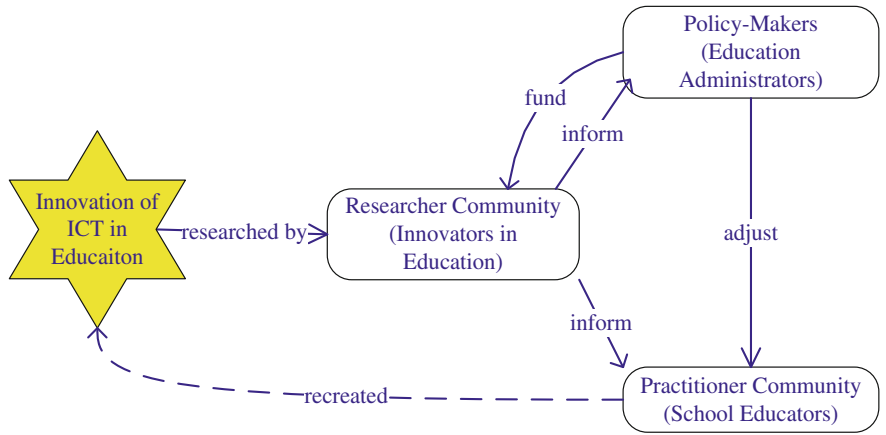 Policy-Makers
(Education
Administrators)
fund
inform
Innovation of
ICT in
Educaiton
researched by
Researcher Community
(Innovators in
Education)
adjust
inform
recreated
Practitioner Community
(School Educators)